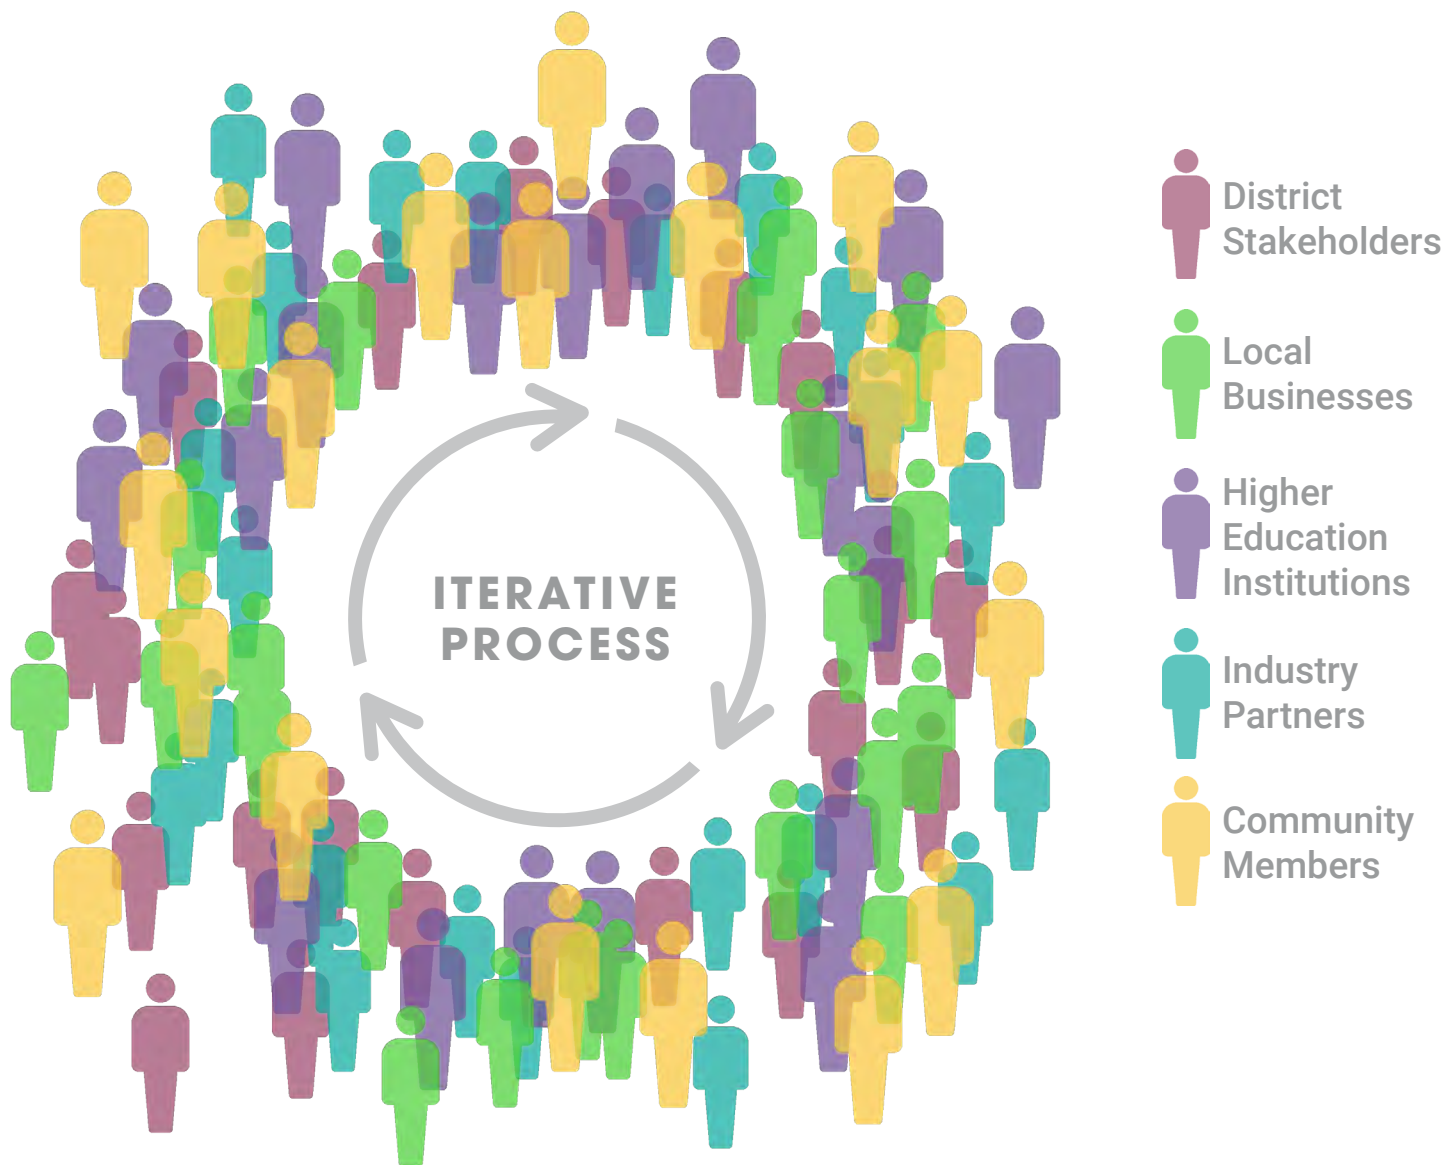 ITERATIVE
PROCESS
District
Stakeholders
Local
Businesses
Higher
Education
Institutions
Industry
Partners
Community
Members